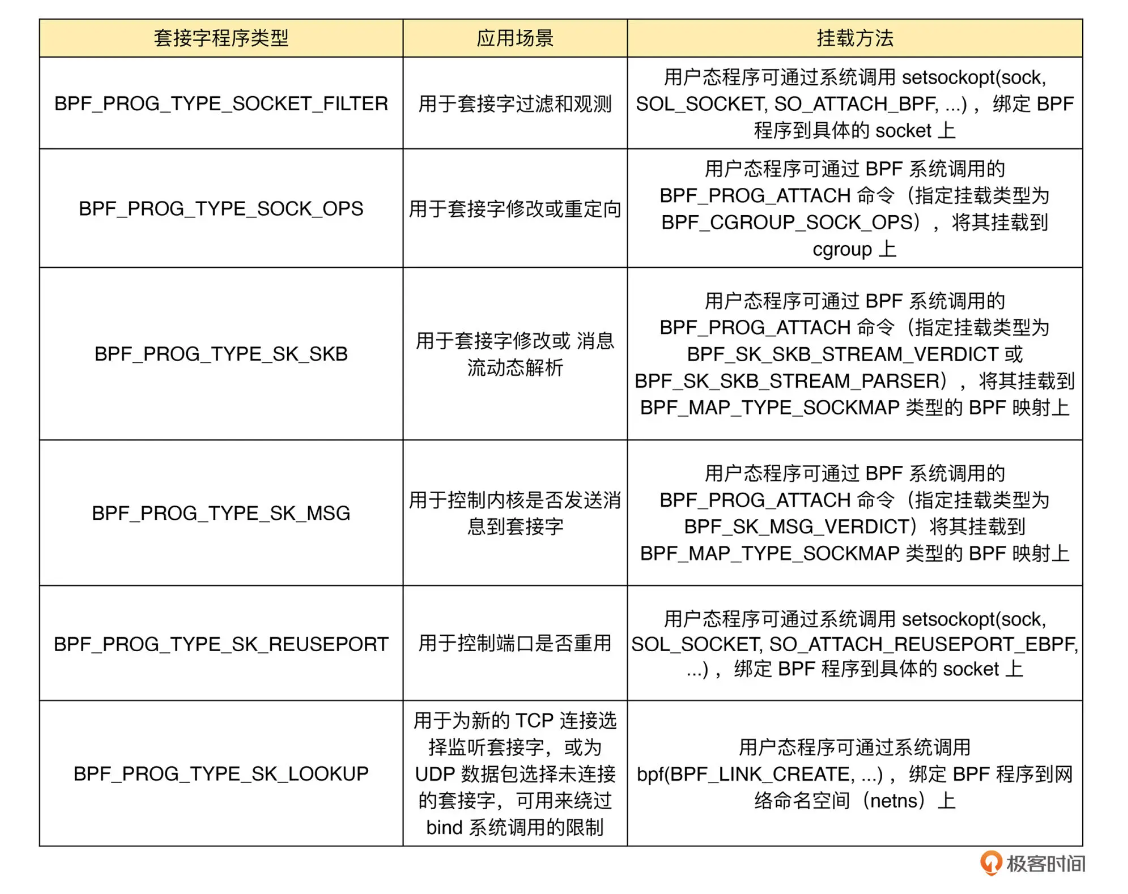 套接字程序类型
应用场景
挂载方法
BPF_PROG_TYPE_SOCKET_FILTER
用于套接字过滤和观测
用户态程序可通过系统调用 setsockopt(sock,
SOL_SOCKET, SO_ATTACH_BPF, ...) ，绑定 BPF
程序到具体的 socket 上
BPF_PROG_TYPE_SOCK_OPS
用于套接字修改或重定向
用户态程序可通过 BPF 系统调用的
BPF_PROG_ATTACH 命令（指定挂载类型为
BPF_CGROUP_SOCK_OPS），将其挂载到
cgroup 上
BPF_PROG_TYPE_SK_SKB
用于套接字修改或 消息
流动态解析
用户态程序可通过 BPF 系统调用的
BPF_PROG_ATTACH 命令（指定挂载类型为
BPF_SK_SKB_STREAM_VERDICT 或
BPF_SK_SKB_STREAM_PARSER），将其挂载到
BPF_MAP_TYPE_SOCKMAP 类型的 BPF 映射上
BPF_PROG_TYPE_SK_MSG
用于控制内核是否发送消
息到套接字
用户态程序可通过 BPF 系统调用的
BPF_PROG_ATTACH 命令（指定挂载类型为
BPF_SK_MSG_VERDICT）将其挂载到
BPF_MAP_TYPE_SOCKMAP 类型的 BPF 映射上
BPF_PROG_TYPE_SK_REUSEPORT
用于控制端口是否重用
用户态程序可通过系统调用 setsockopt(sock,
SOL_SOCKET, SO_ATTACH_REUSEPORT_EBPF,
...) ，绑定 BPF 程序到具体的 socket 上
BPF_PROG_TYPE_SK_LOOKUP
用于为新的 TCP 连接选
择监听套接字，或为
UDP 数据包选择未连接
的套接字，可用来绕过
bind 系统调用的限制
用户态程序可通过系统调用
bpf(BPF_LINK_CREATE, ...) ，绑定 BPF 程序到网
络命名空间（netns）上
极客时间